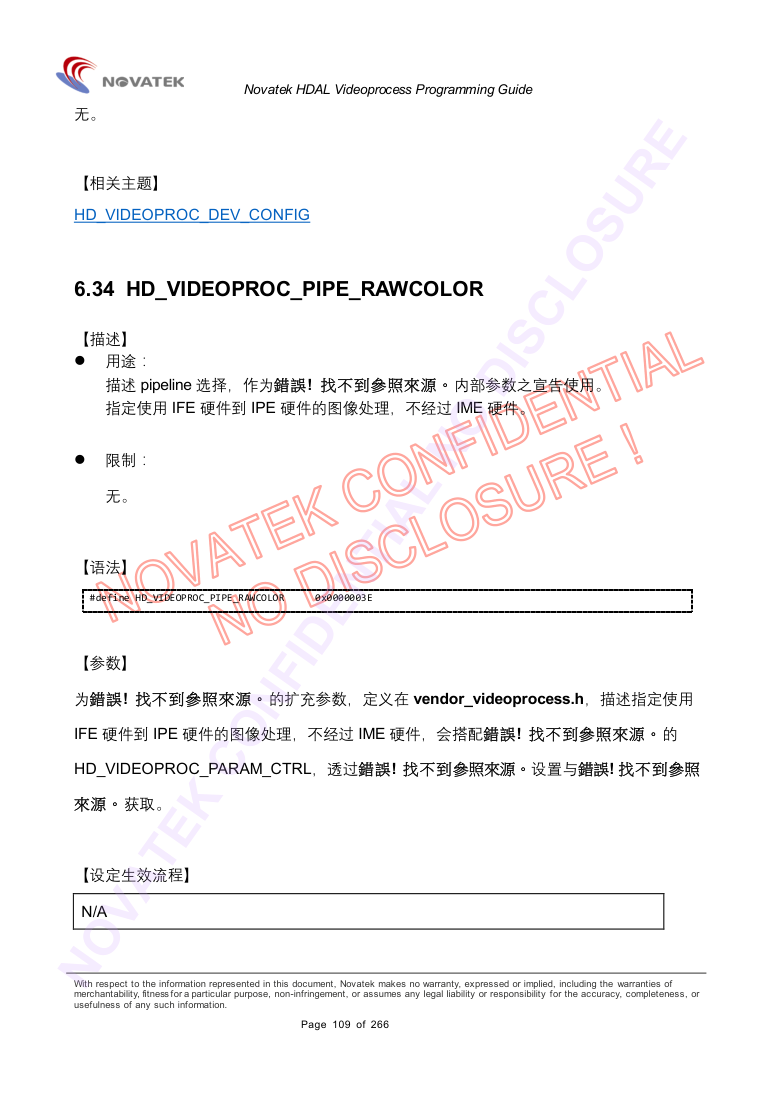 NOVATEK
Novatek HDAL Videoprocess Programming Guide
无。
【相关主题】
HD_VIDEOPROC_DEV_CONFIG
6.34 HD_VIDEOPROC_PIPE_RAWCOLOR
【描述】
● 用途：
描述 pipeline 选择，作为錯誤! 找不到參照來源。内部参数之宣告使用。
指定使用 IFE 硬件到 IPE 硬件的图像处理，不经过 IME 硬件。
● 限制：
无。
【语法】
#define HD_VIDEOPROC_PIPE_RAWCOLOR 0x0000003E
【参数】
为錯誤! 找不到參照來源。的扩充参数，定义在 vendor_videoprocess.h，描述指定使用
IFE 硬件到 IPE 硬件的图像处理，不经过 IME 硬件，会搭配錯誤! 找不到參照來源。的
HD_VIDEOPROC_PARAM_CTRL，透过錯誤! 找不到參照來源。设置与錯誤! 找不到參照
來源。获取。
【设定生效流程】
N/A
NOVATEK CONFIDENTIAL
NO DISCLOSURE !
NOVATEK CONFIDENTIAL NO DISCLOSURE
With respect to the information represented in this document, Novatek makes no warranty, expressed or implied, including the warranties of
merchantability, fitness for a particular purpose, non-infringement, or assumes any legal liability or responsibility for the accuracy, completeness, or
usefulness of any such information.
Page 109 of 266